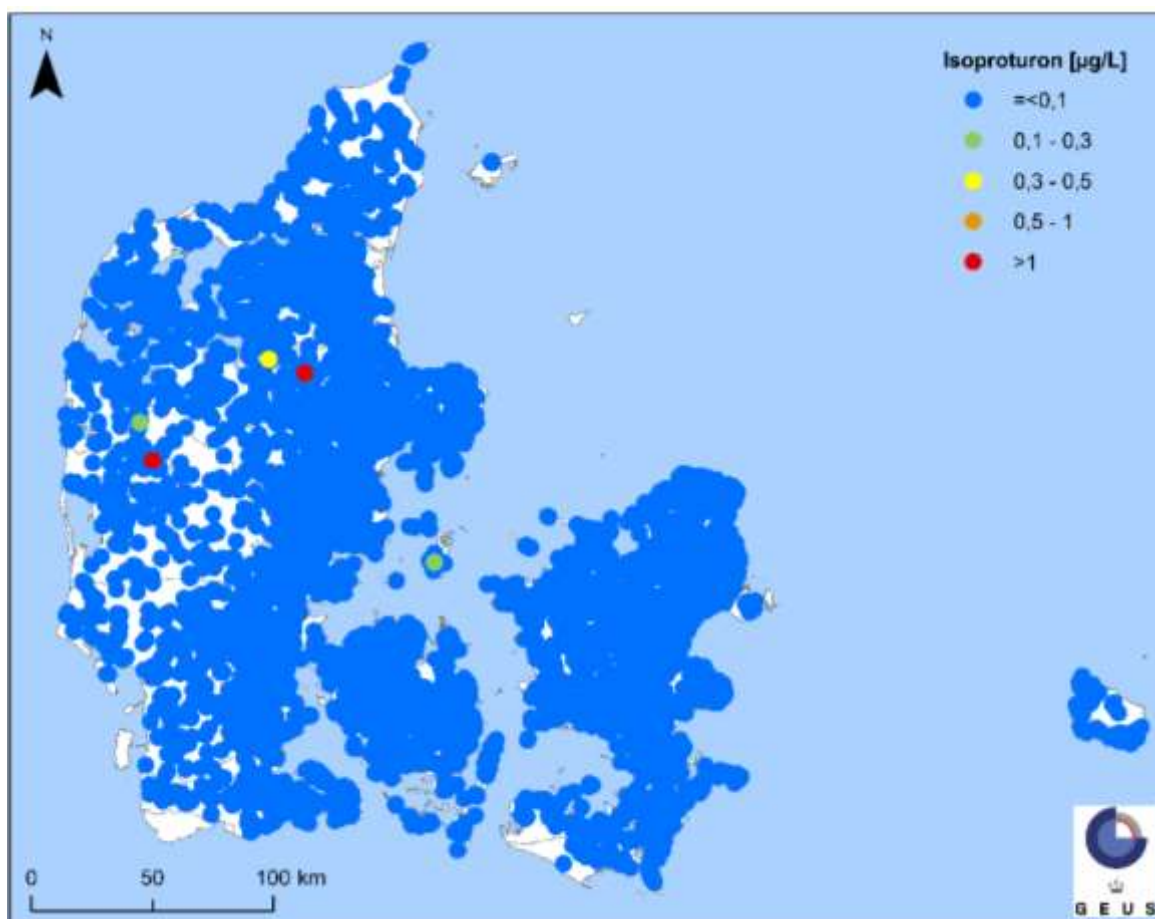 N
Isoproturon [µg/L]
=<0,1
0,1 - 0,3
0,3 - 0,5
0,5 - 1
>1
0 50 100 km
G E U S